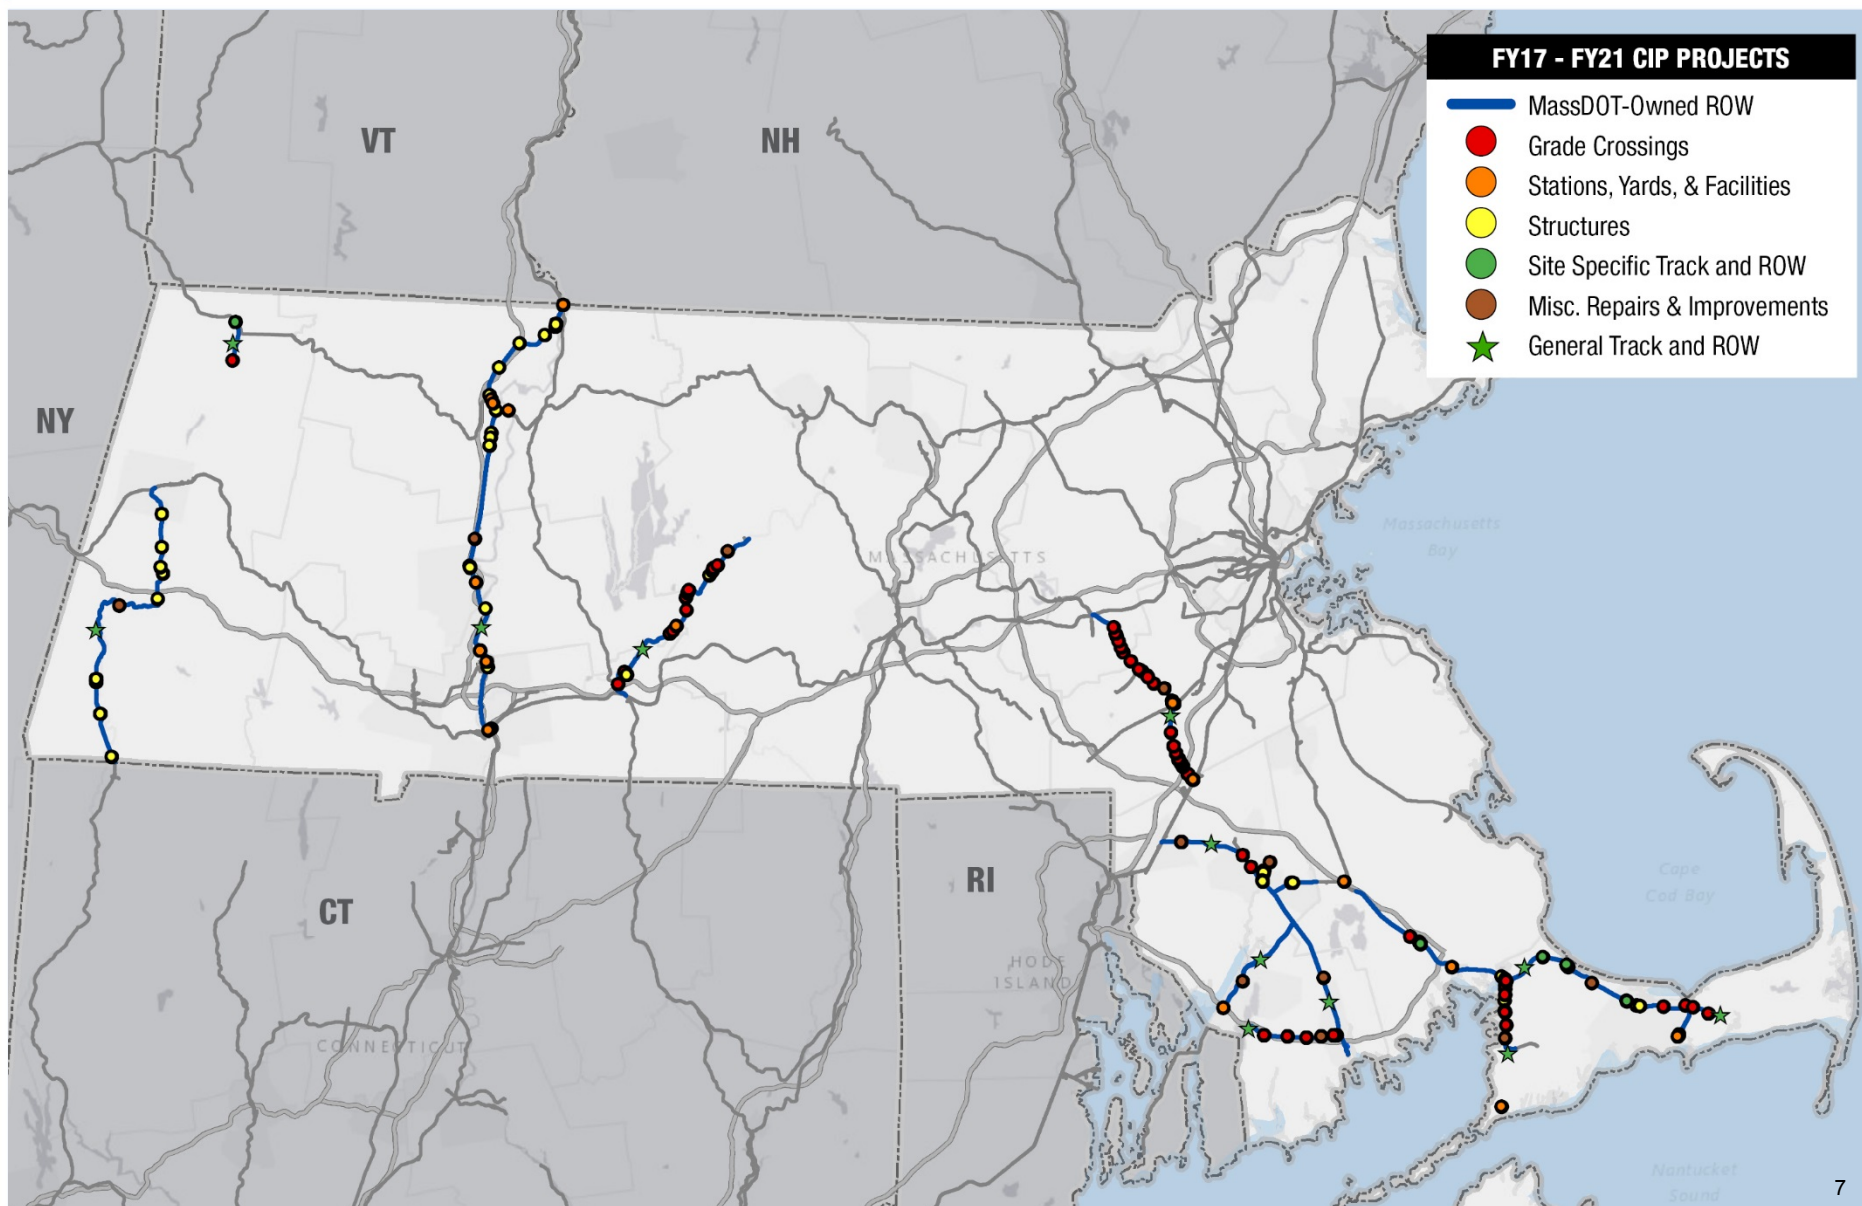 FY17 - FY21 CIP PROJECTS
MassDOT-Owned ROW
Grade Crossings
Stations, Yards, & Facilities
Structures
Site Specific Track and ROW
Misc. Repairs & Improvements
General Track and ROW
VT
NH
NY
Massachusetts
Bay
MASSACHUSETTS
RI
CT
Cape
Cod Bay
HODE
ISLAND
CONNECTICUT
Nantucket
Sound
7